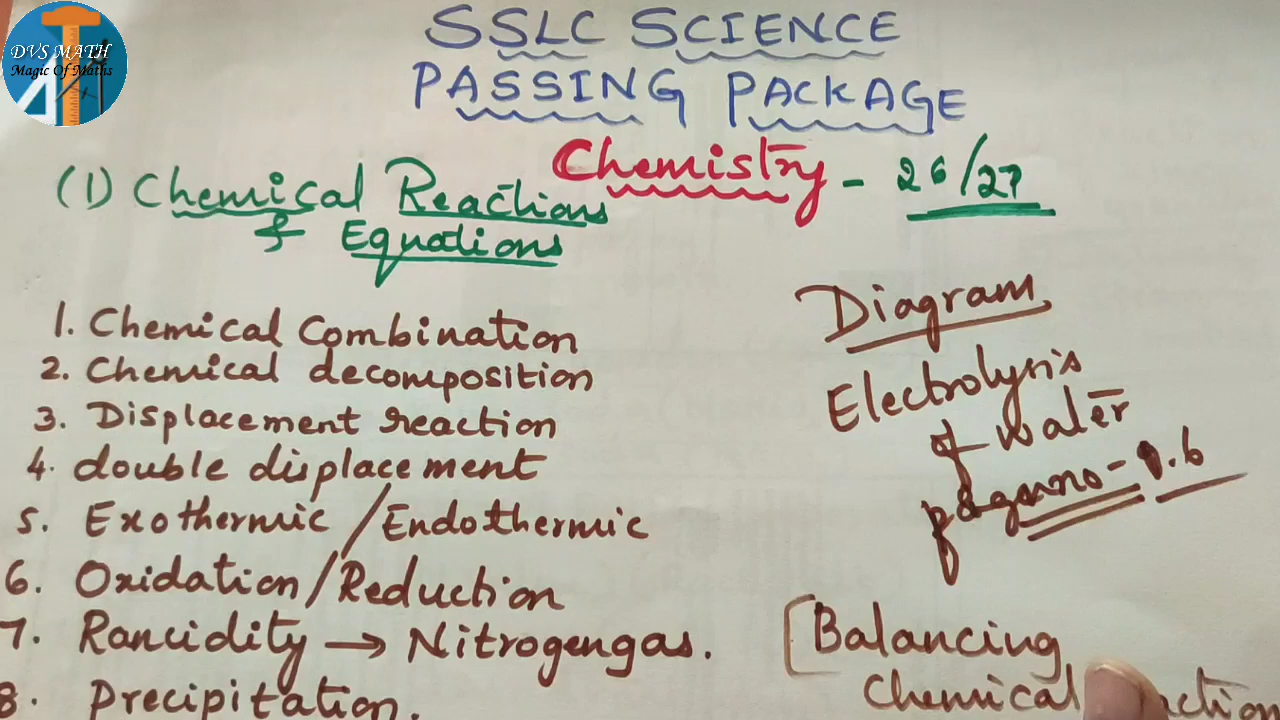 DVS MATH
Magic Of Maths
SSLC SCIENCE
PASSING PACKAGE
Chemistry - 26/27
(1) Chemical Reactions
& Equations
1. Chemical Combination
2. Chemical decomposition
3. Displacement reaction
4. double displacement
5. Exothermic / Endothermic
6. Oxidation / Reduction
7. Rancidity → Nitrogengas.
8. Precipitation.
Diagram
Electrolysis
of water
[Balancing
Chemical